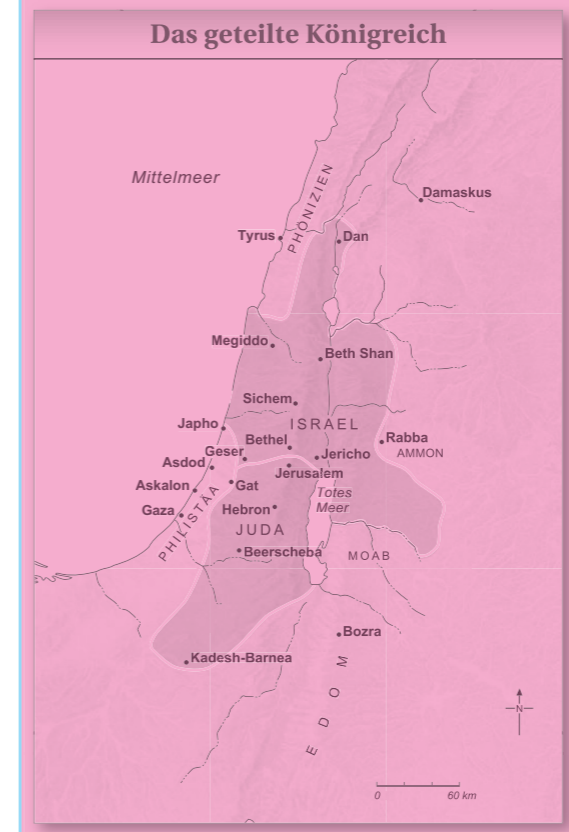 Das geteilte Königreich
Mittelmeer
PHÖNIZIEN
Damaskus
Tyrus
Dan
Megiddo
Beth Shan
Sichem
Japho
ISRAEL
Bethel
Rabba
AMMON
Geser
Jericho
Asdod
Jerusalem
Askalon
Gat
Totes
Meer
Gaza
Hebron
PHILISTÄA
JUDA
Beerscheba
MOAB
Bozra
Kadesh-Barnea
EDOM
N
0 60 km